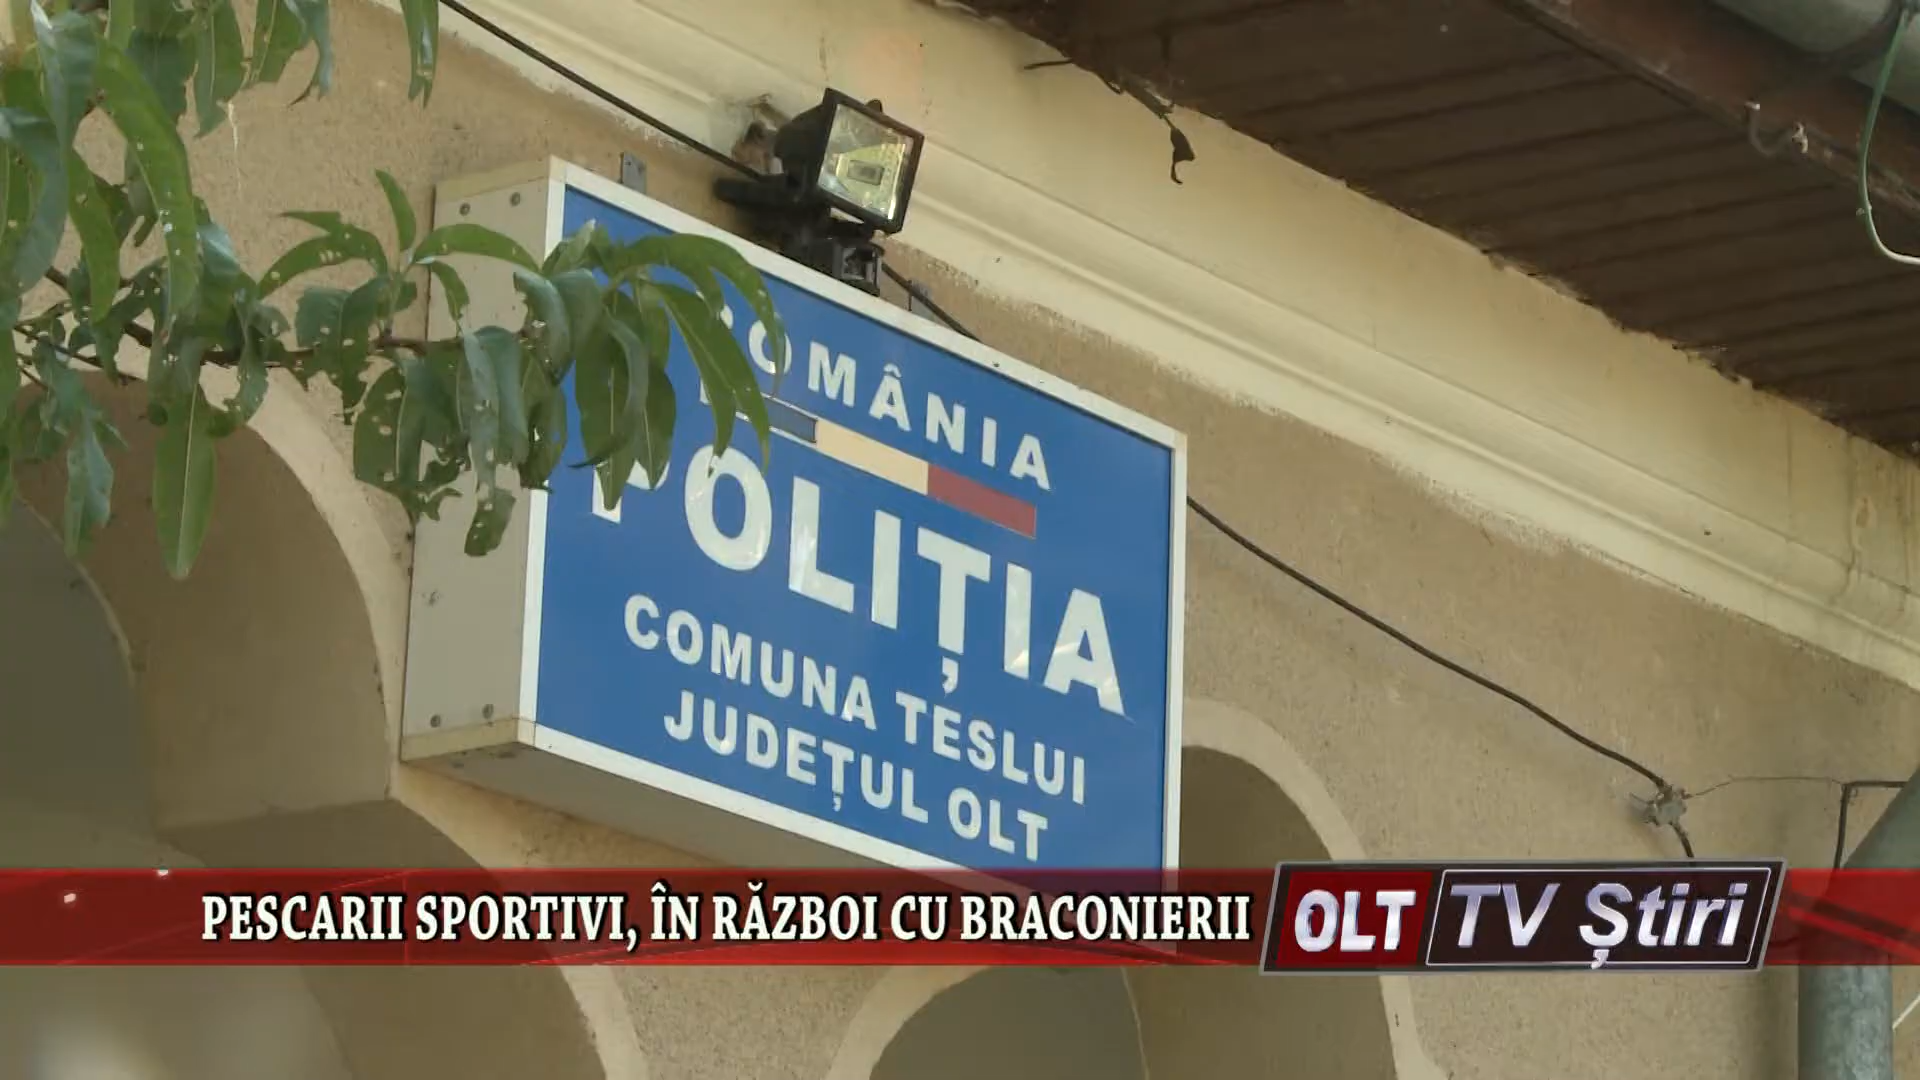 ROMÂNIA
POLIȚIA
COMUNA TESLUI
JUDEȚUL OLT
PESCARII SPORTIVI, ÎN RĂZBOI CU BRACONIERII
OLT TV Știri